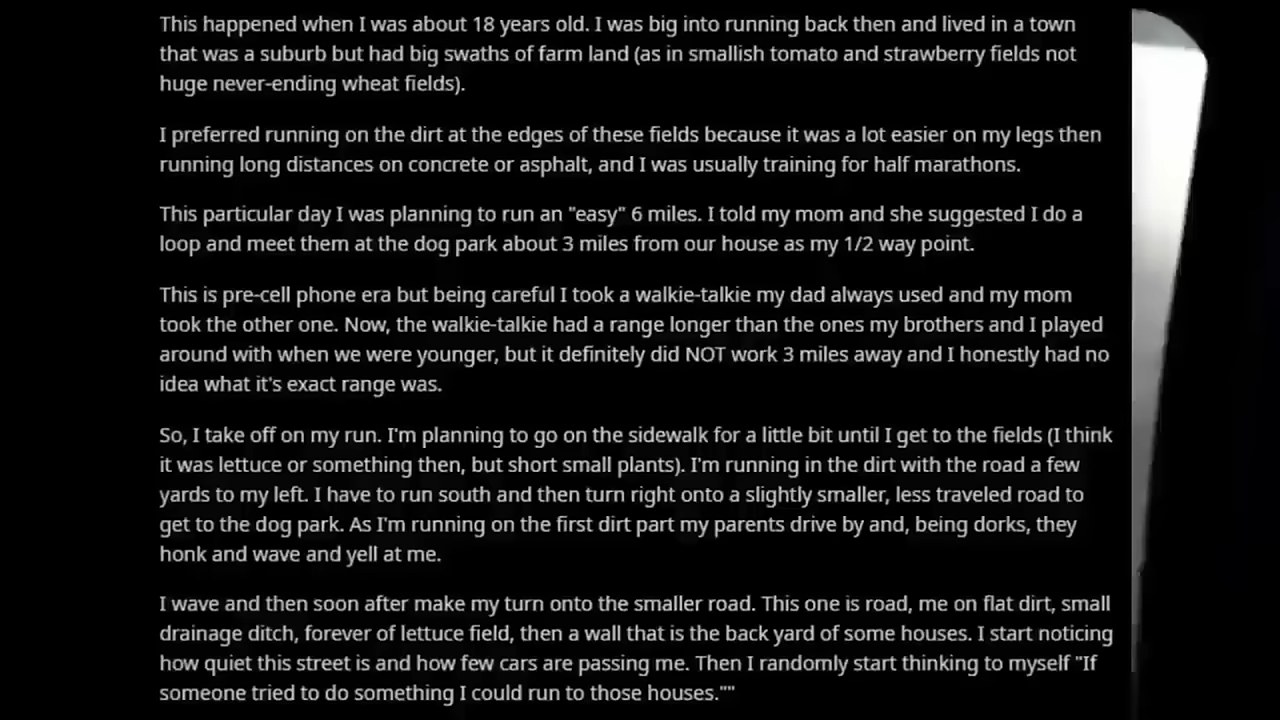 This happened when I was about 18 years old. I was big into running back then and lived in a town
that was a suburb but had big swaths of farm land (as in smallish tomato and strawberry fields not
huge never-ending wheat fields).
I preferred running on the dirt at the edges of these fields because it was a lot easier on my legs then
running long distances on concrete or asphalt, and I was usually training for half marathons.
This particular day I was planning to run an "easy" 6 miles. I told my mom and she suggested I do a
loop and meet them at the dog park about 3 miles from our house as my 1/2 way point.
This is pre-cell phone era but being careful I took a walkie-talkie my dad always used and my mom
took the other one. Now, the walkie-talkie had a range longer than the ones my brothers and I played
around with when we were younger, but it definitely did NOT work 3 miles away and I honestly had no
idea what it's exact range was.
So, I take off on my run. I'm planning to go on the sidewalk for a little bit until I get to the fields (I think
it was lettuce or something then, but short small plants). I'm running in the dirt with the road a few
yards to my left. I have to run south and then turn right onto a slightly smaller, less traveled road to
get to the dog park. As I'm running on the first dirt part my parents drive by and, being dorks, they
honk and wave and yell at me.
I wave and then soon after make my turn onto the smaller road. This one is road, me on flat dirt, small
drainage ditch, forever of lettuce field, then a wall that is the back yard of some houses. I start noticing
how quiet this street is and how few cars are passing me. Then I randomly start thinking to myself "If
someone tried to do something I could run to those houses.""